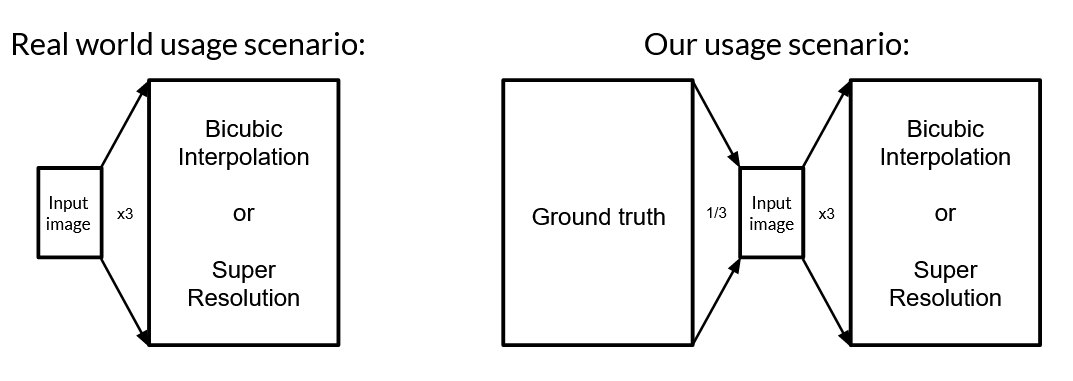 Real world usage scenario:
Input
image
x3
Bicubic
Interpolation
or
Super
Resolution
Our usage scenario:
Ground truth
1/3
Input
image
x3
Bicubic
Interpolation
or
Super
Resolution